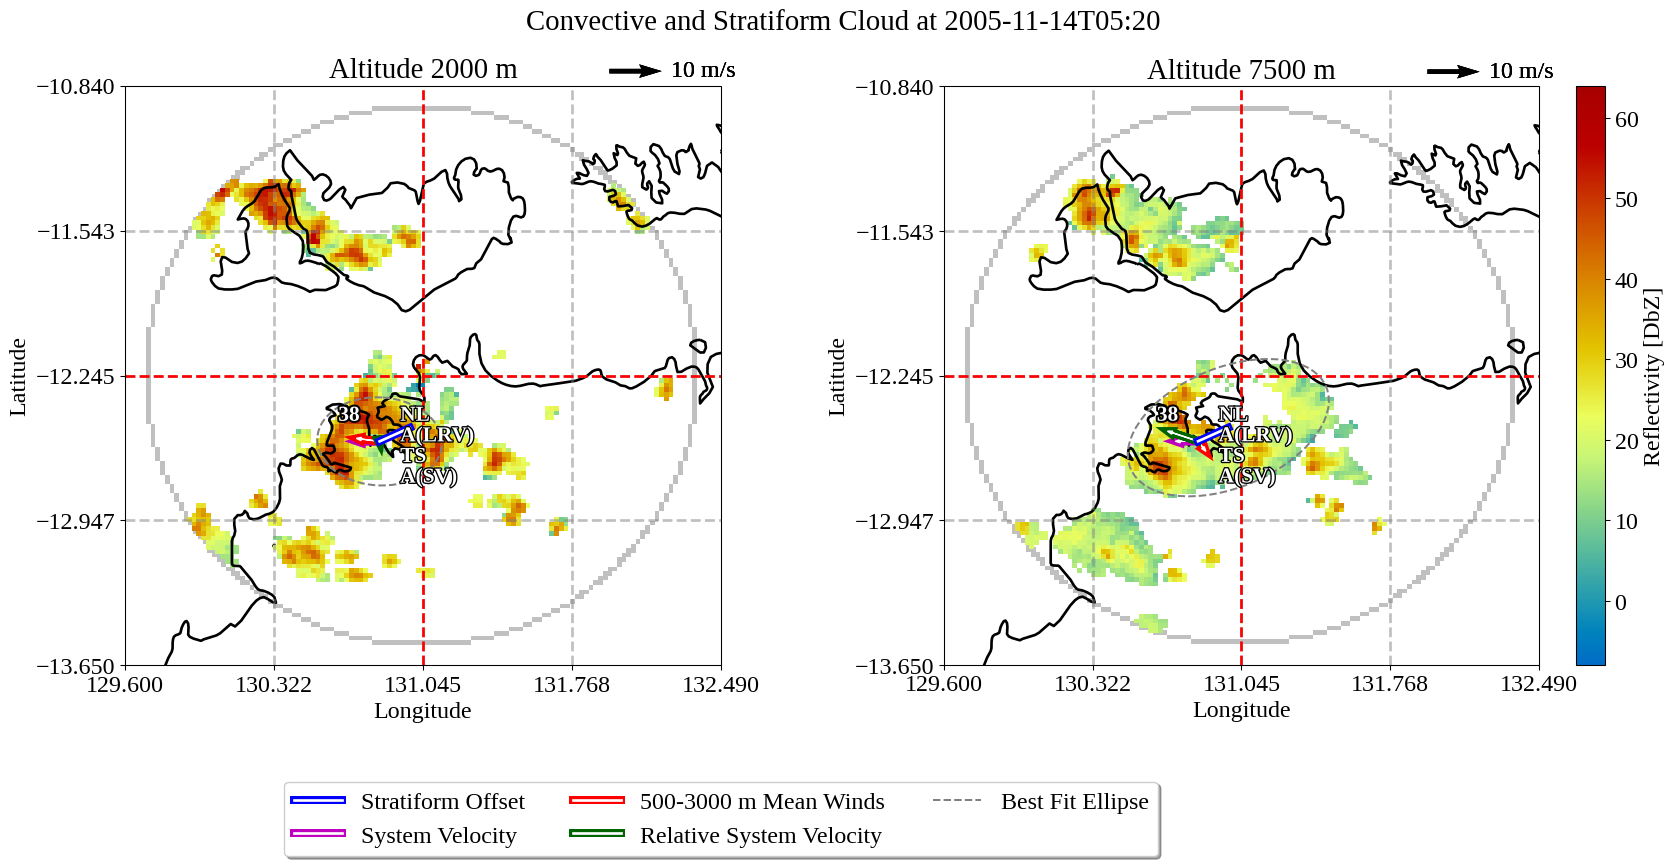 Convective and Stratiform Cloud at 2005-11-14T05:20
Altitude 2000 m
10 m/s
Altitude 7500 m
10 m/s
−10.840
−11.543
−12.245
−12.947
−13.650
Latitude
129.600
130.322
131.045
131.768
132.490
Longitude
38
NL
A(LRV)
TS
A(SV)
−10.840
−11.543
−12.245
−12.947
−13.650
Latitude
129.600
130.322
131.045
131.768
132.490
Longitude
38
NL
A(LRV)
TS
A(SV)
60
50
40
30
20
10
0
Reflectivity [DbZ]
Stratiform Offset
System Velocity
500-3000 m Mean Winds
Relative System Velocity
Best Fit Ellipse